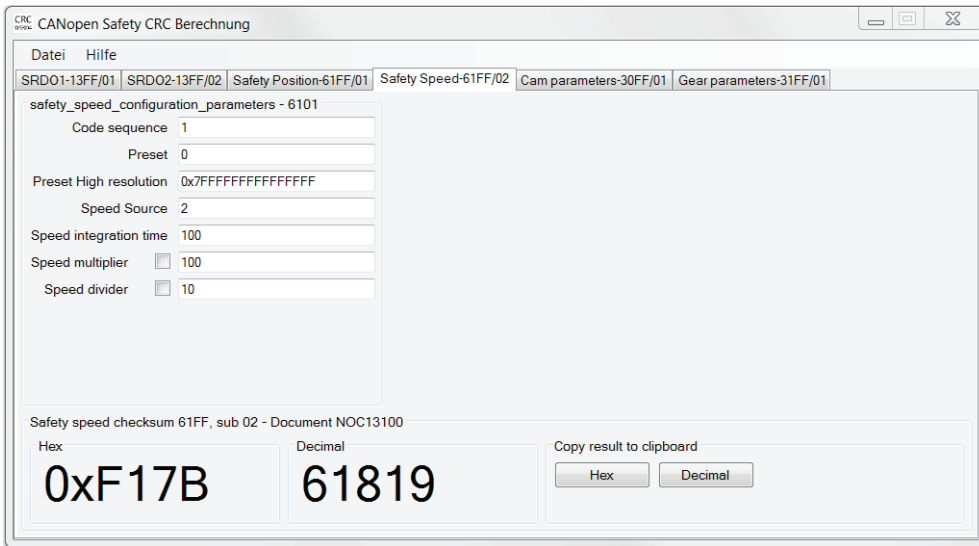 CRC CANopen Safety CRC Berechnung
Datei Hilfe
SRDO1-13FF/01 SRDO2-13FF/02 Safety Position-61FF/01 Safety Speed-61FF/02 Cam parameters-30FF/01 Gear parameters-31FF/01
safety_speed_configuration_parameters - 6101
Code sequence 1
Preset 0
Preset High resolution 0x7FFFFFFFFFFFFFFF
Speed Source 2
Speed integration time 100
Speed multiplier 100
Speed divider 10
Safety speed checksum 61FF, sub 02 - Document NOC13100
Hex Decimal Copy result to clipboard
0xF17B 61819 Hex Decimal